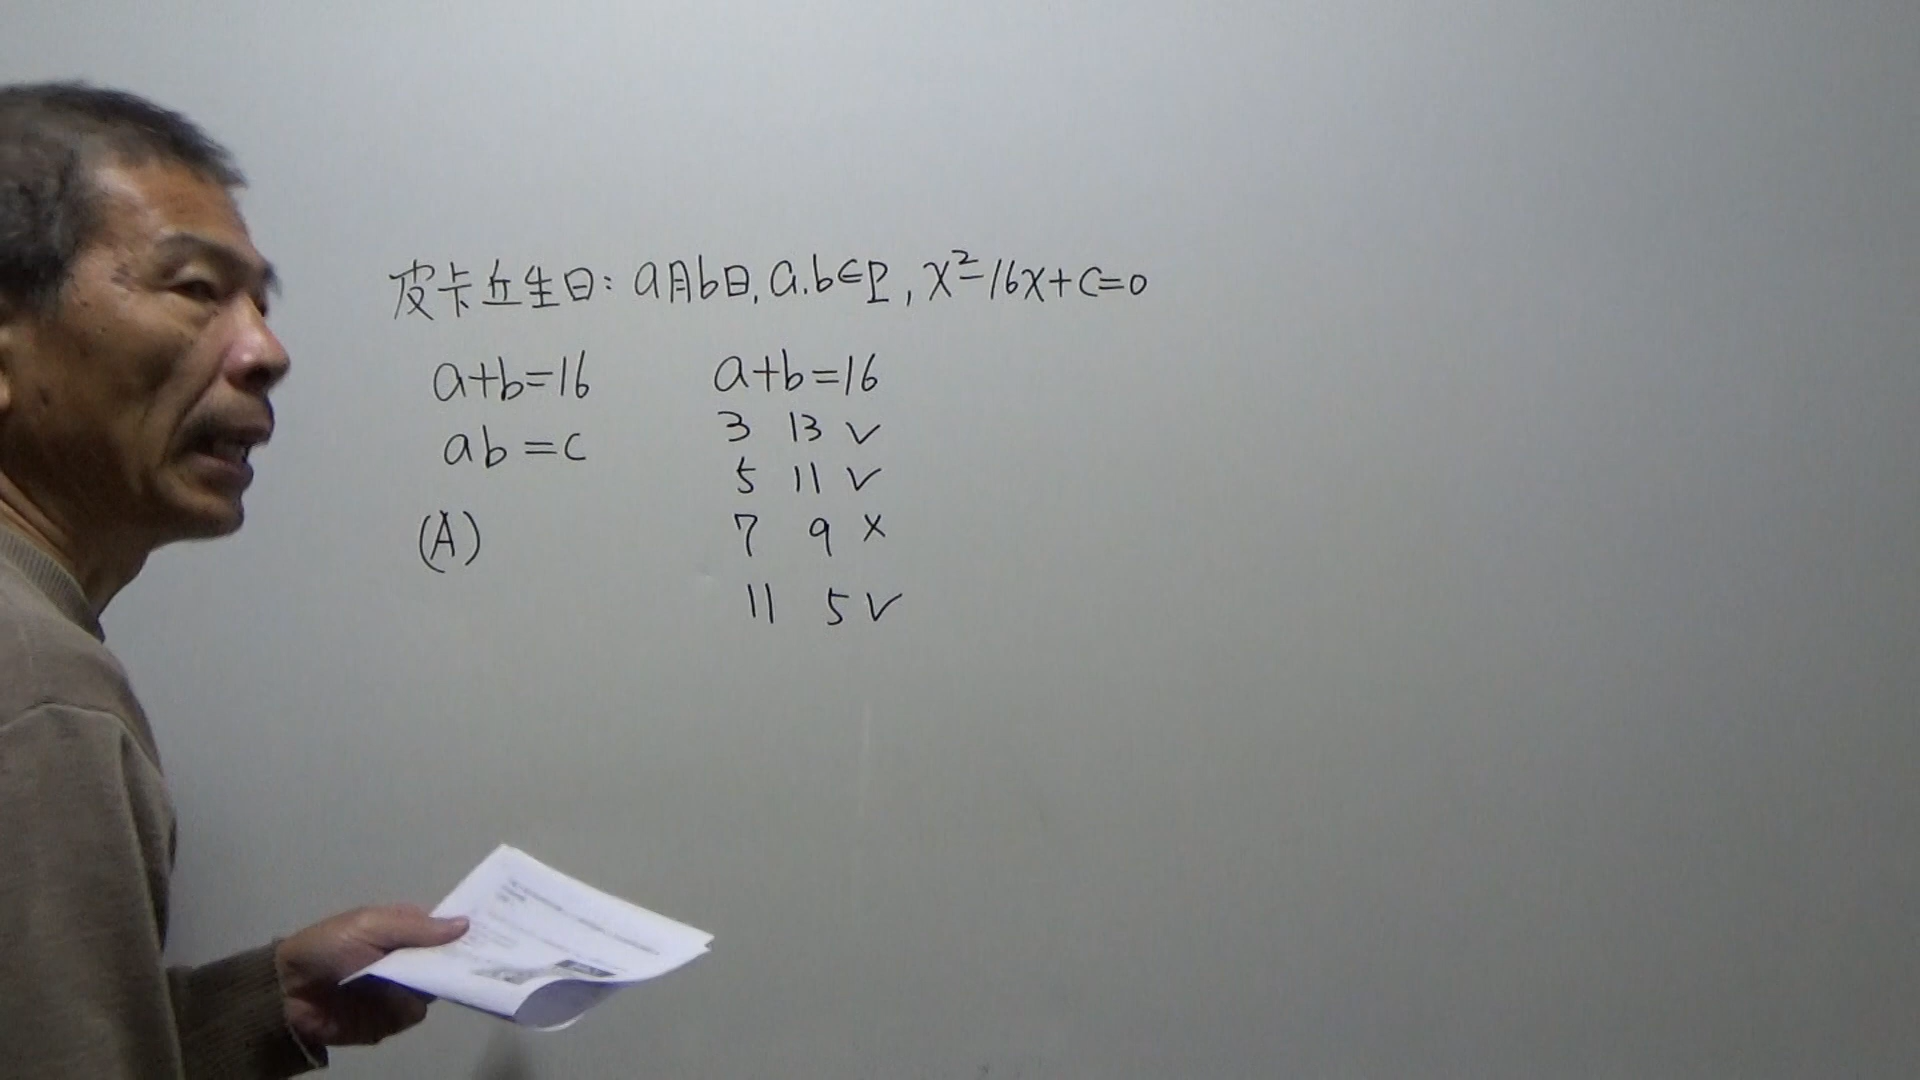 皮卡丘生日：a月b日, a.b∈P, x²-16x+c=0
a+b=16 a+b=16
3 13 ✓
ab=c
5 11 ✓
(A) 7 9 ×
11 5 ✓